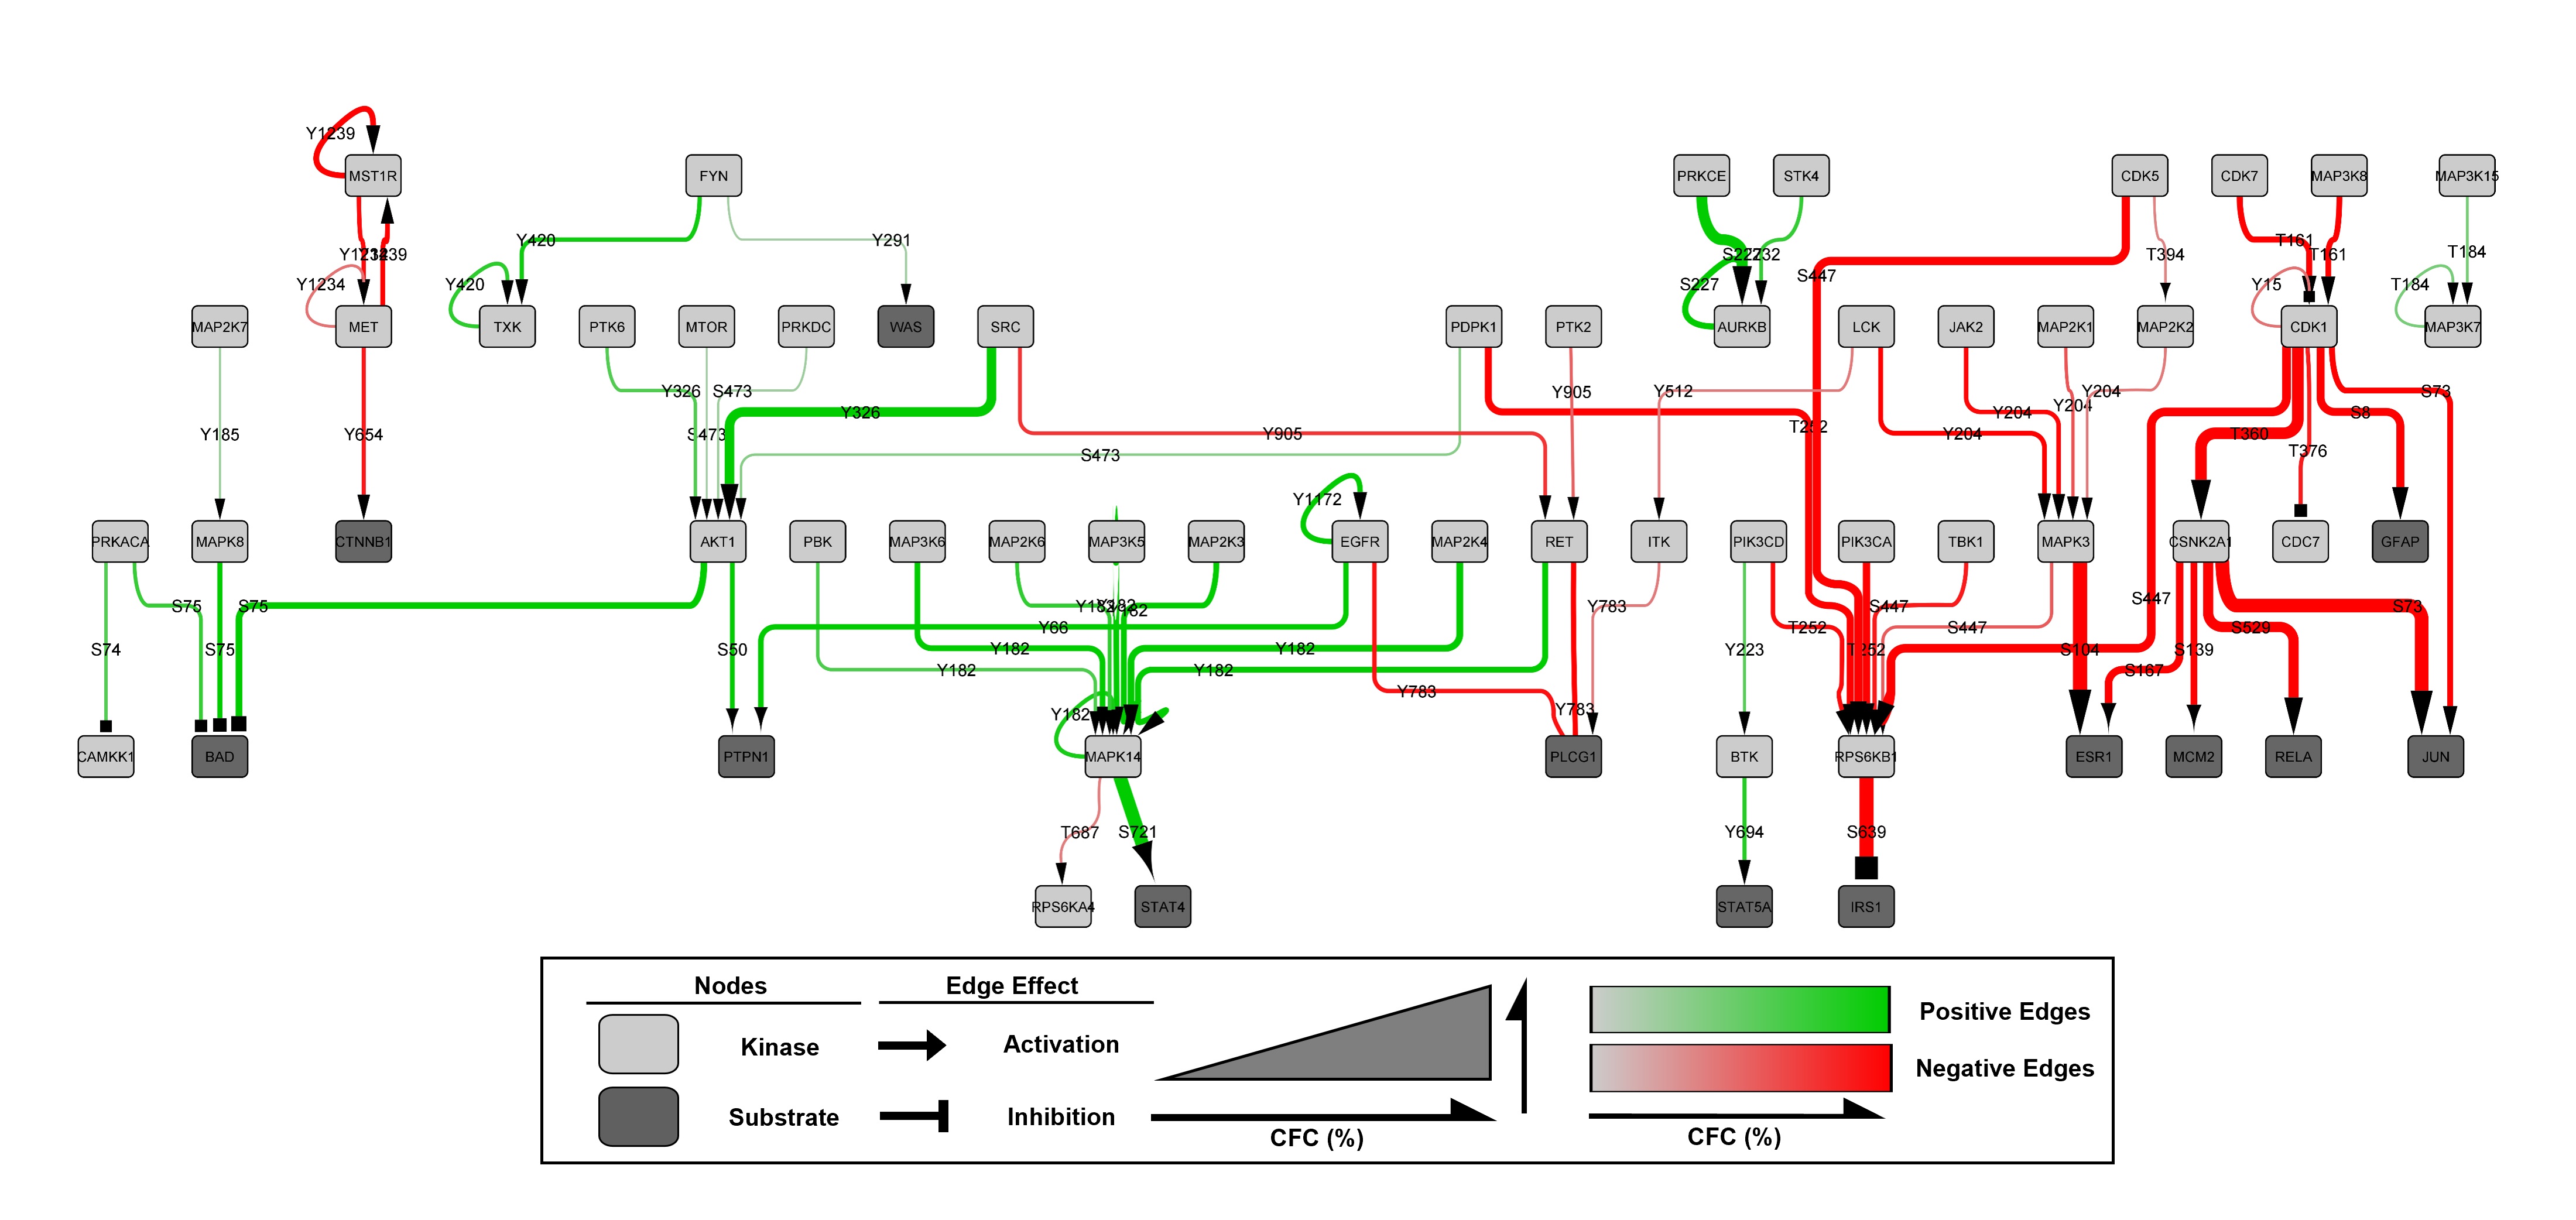 Y1239
MST1R
FYN
PRKCE
STK4
CDK5
CDK7
MAP3K8
MAP3K15
Y1234
Y1239
Y420
Y291
S227
T232
T161
T161
T184
Y1234
Y420
S227
S447
T394
Y15
T184
MAP2K7
MET
TXK
PTK6
MTOR
PRKDC
WAS
SRC
PDPK1
PTK2
AURKB
LCK
JAK2
MAP2K1
MAP2K2
CDK1
MAP3K7
Y326
S473
Y326
Y905
Y512
Y204
Y204
Y204
S8
S73
Y185
Y654
S473
Y905
S473
T252
Y204
T360
T376
Y1172
PRKACA
MAPK8
CTNNB1
AKT1
PBK
MAP3K6
MAP2K6
MAP3K5
MAP2K3
EGFR
MAP2K4
RET
ITK
PIK3CD
PIK3CA
TBK1
MAPK3
CSNK2A1
CDC7
GFAP
S75
S75
Y182
Y182
Y182
Y783
S447
S447
S73
Y66
T252
S447
S529
S74
S75
S50
Y182
Y182
Y223
T252
S104
S139
Y182
Y182
S167
Y182
Y783
Y783
CAMKK1
BAD
PTPN1
MAPK14
PLCG1
BTK
RPS6KB1
ESR1
MCM2
RELA
JUN
T687
S721
Y694
S639
RPS6KA4
STAT4
STAT5A
IRS1
Nodes
Edge Effect
Kinase
Activation
Substrate
Inhibition
CFC (%)
Positive Edges
Negative Edges
CFC (%)